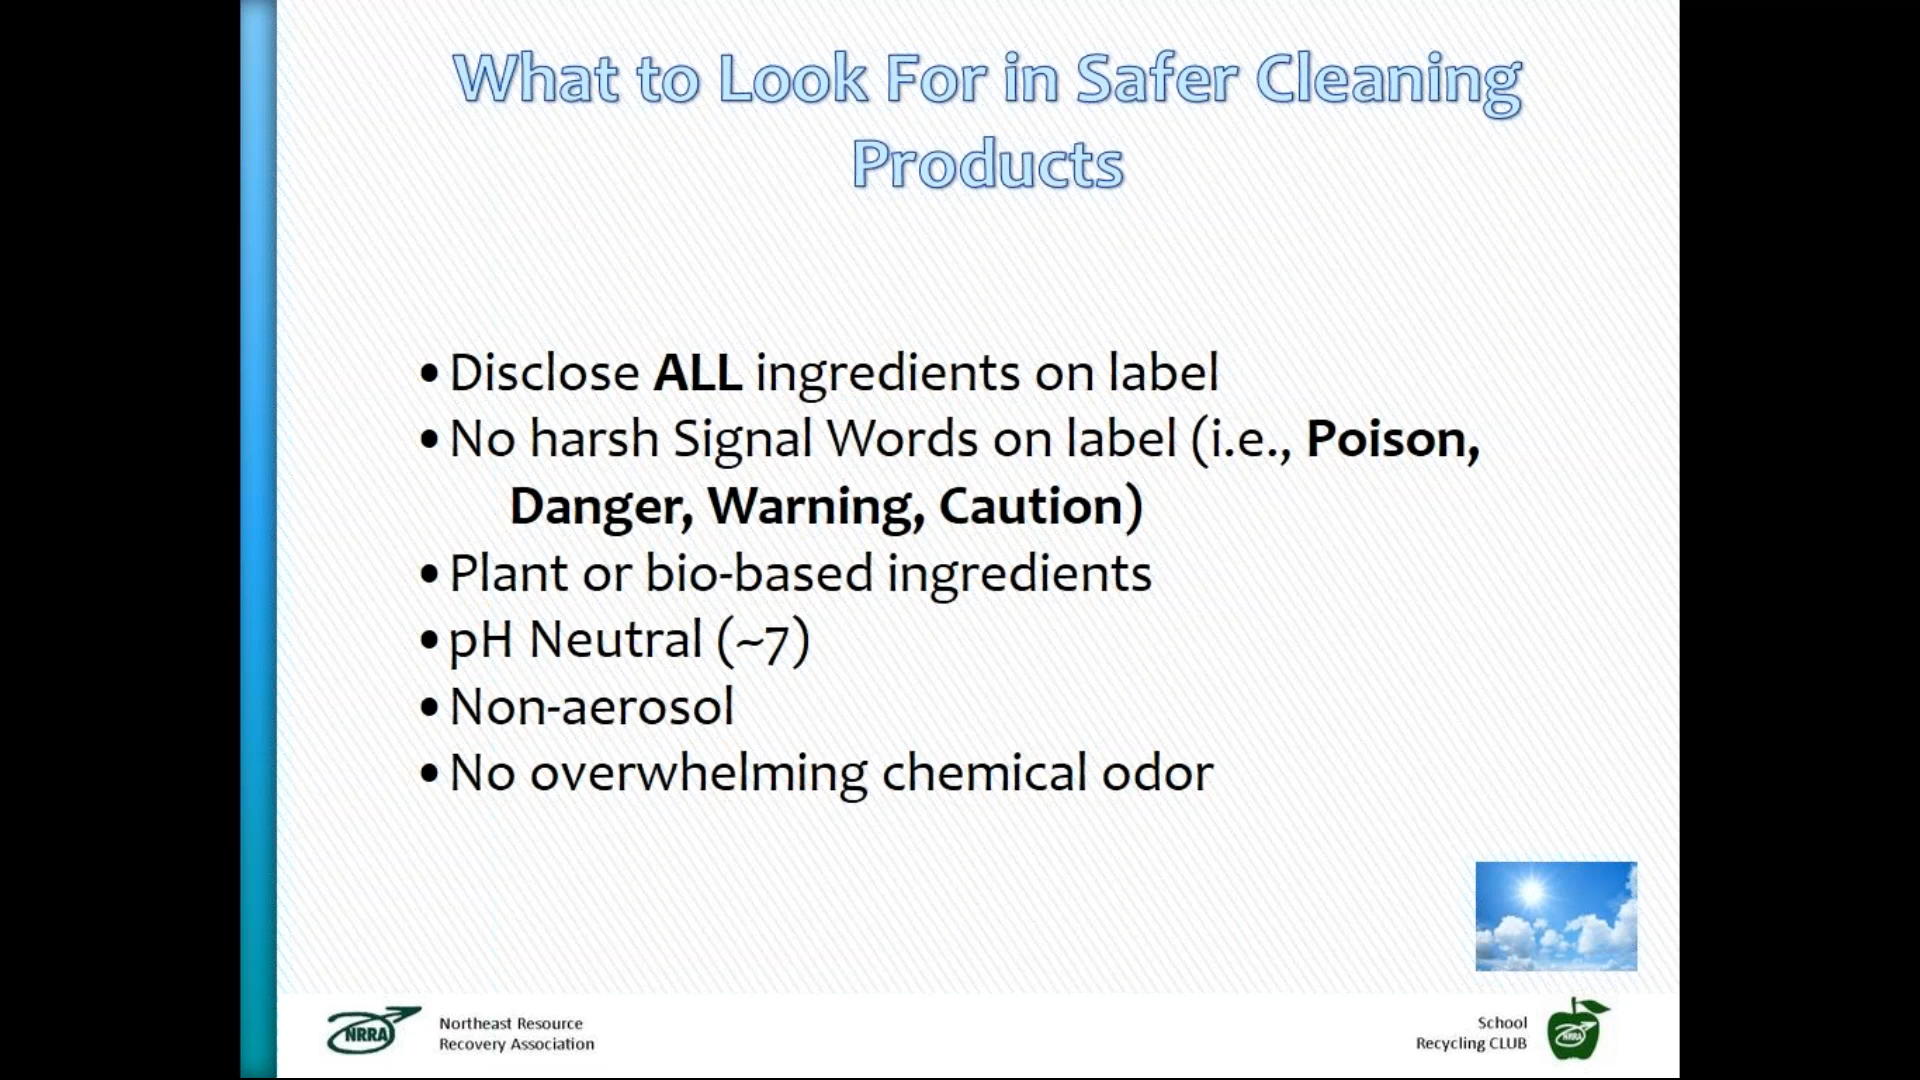 What to Look For in Safer Cleaning
Products
•Disclose ALL ingredients on label
•No harsh Signal Words on label (i.e., Poison,
Danger, Warning, Caution)
•Plant or bio-based ingredients
•pH Neutral (~7)
•Non-aerosol
•No overwhelming chemical odor
NRRA
Northeast Resource
Recovery Association
School
Recycling CLUB
NRRA